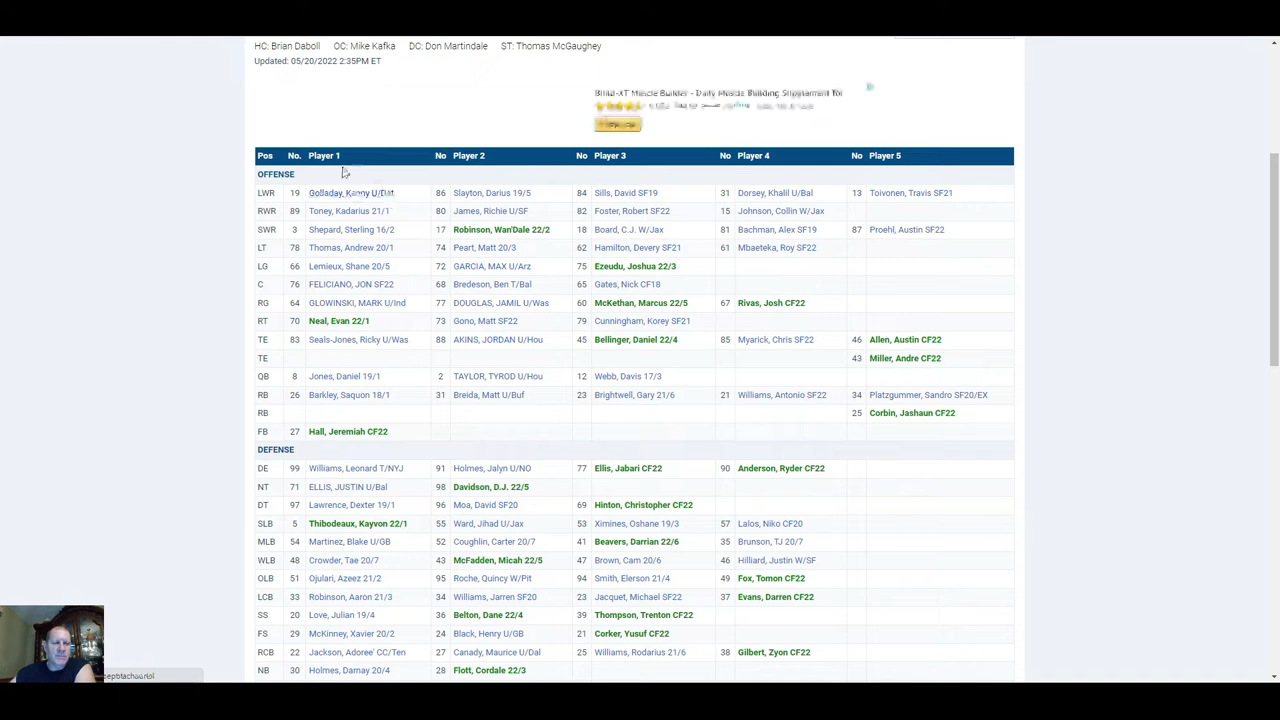 HC: Brian Daboll OC: Mike Kafka DC: Don Martindale ST: Thomas McGaughey
Updated: 05/20/2022 2:35PM ET
Muscle Builder - Daily Muscle Building Supplement for
Pos No. Player 1 No Player 2 No Player 3 No Player 4 No Player 5
OFFENSE
LWR 19 Golladay, Kenny U/Det 86 Slayton, Darius 19/5 84 Sills, David SF19 31 Dorsey, Khalil U/Bal 13 Toivonen, Travis SF21
RWR 89 Toney, Kadarius 21/1 80 James, Richie U/SF 82 Foster, Robert SF22 15 Johnson, Collin W/Jax
SWR 3 Shepard, Sterling 16/2 17 Robinson, Wan'Dale 22/2 18 Board, C.J. W/Jax 81 Bachman, Alex SF19 87 Proehl, Austin SF22
LT 78 Thomas, Andrew 20/1 74 Peart, Matt 20/3 62 Hamilton, Devery SF21 61 Mbaeteka, Roy SF22
LG 66 Lemieux, Shane 20/5 72 GARCIA, MAX U/Arz 75 Ezeudu, Joshua 22/3
C 76 FELICIANO, JON SF22 68 Bredeson, Ben T/Bal 65 Gates, Nick CF18
RG 64 GLOWINSKI, MARK U/Ind 77 DOUGLAS, JAMIL U/Was 60 McKethan, Marcus 22/5 67 Rivas, Josh CF22
RT 70 Neal, Evan 22/1 73 Gono, Matt SF22 79 Cunningham, Korey SF21
TE 83 Seals-Jones, Ricky U/Was 88 AKINS, JORDAN U/Hou 45 Bellinger, Daniel 22/4 85 Myarick, Chris SF22 46 Allen, Austin CF22
TE 43 Miller, Andre CF22
QB 8 Jones, Daniel 19/1 2 TAYLOR, TYROD U/Hou 12 Webb, Davis 17/3
RB 26 Barkley, Saquon 18/1 31 Breida, Matt U/Buf 23 Brightwell, Gary 21/6 21 Williams, Antonio SF22 34 Platzgummer, Sandro SF20/EX
RB 25 Corbin, Jashaun CF22
FB 27 Hall, Jeremiah CF22
DEFENSE
DE 99 Williams, Leonard T/NYJ 91 Holmes, Jalyn U/NO 77 Ellis, Jabari CF22 90 Anderson, Ryder CF22
NT 71 ELLIS, JUSTIN U/Bal 98 Davidson, D.J. 22/5
DT 97 Lawrence, Dexter 19/1 96 Moa, David SF20 69 Hinton, Christopher CF22
SLB 5 Thibodeaux, Kayvon 22/1 55 Ward, Jihad U/Jax 53 Ximines, Oshane 19/3 57 Lalos, Niko CF20
MLB 54 Martinez, Blake U/GB 52 Coughlin, Carter 20/7 41 Beavers, Darrian 22/6 35 Brunson, TJ 20/7
WLB 48 Crowder, Tae 20/7 43 McFadden, Micah 22/5 47 Brown, Cam 20/6 46 Hilliard, Justin W/SF
OLB 51 Ojulari, Azeez 21/2 95 Roche, Quincy W/Pit 94 Smith, Elerson 21/4 49 Fox, Tomon CF22
LCB 33 Robinson, Aaron 21/3 34 Williams, Jarren SF20 23 Jacquet, Michael SF22 37 Evans, Darren CF22
SS 20 Love, Julian 19/4 36 Belton, Dane 22/4 39 Thompson, Trenton CF22
FS 29 McKinney, Xavier 20/2 24 Black, Henry U/GB 21 Corker, Yusuf CF22
RCB 22 Jackson, Adoree' CC/Ten 27 Canady, Maurice U/Dal 25 Williams, Rodarius 21/6 38 Gilbert, Zyon CF22
NB 30 Holmes, Darnay 20/4 28 Flott, Cordale 22/3